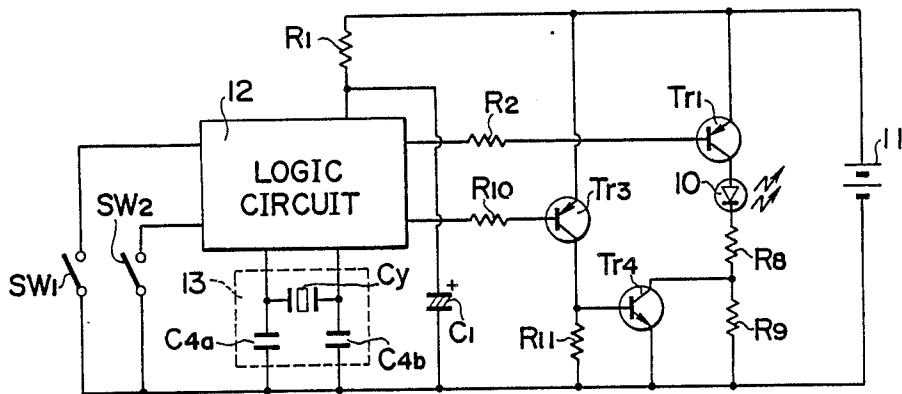 R1
12
R2
Tr1
11
LOGIC
CIRCUIT
10
SW2
R10
Tr3
SW1
13
Cy
Tr4
R8
C4a
C4b
+
C1
R11
R9